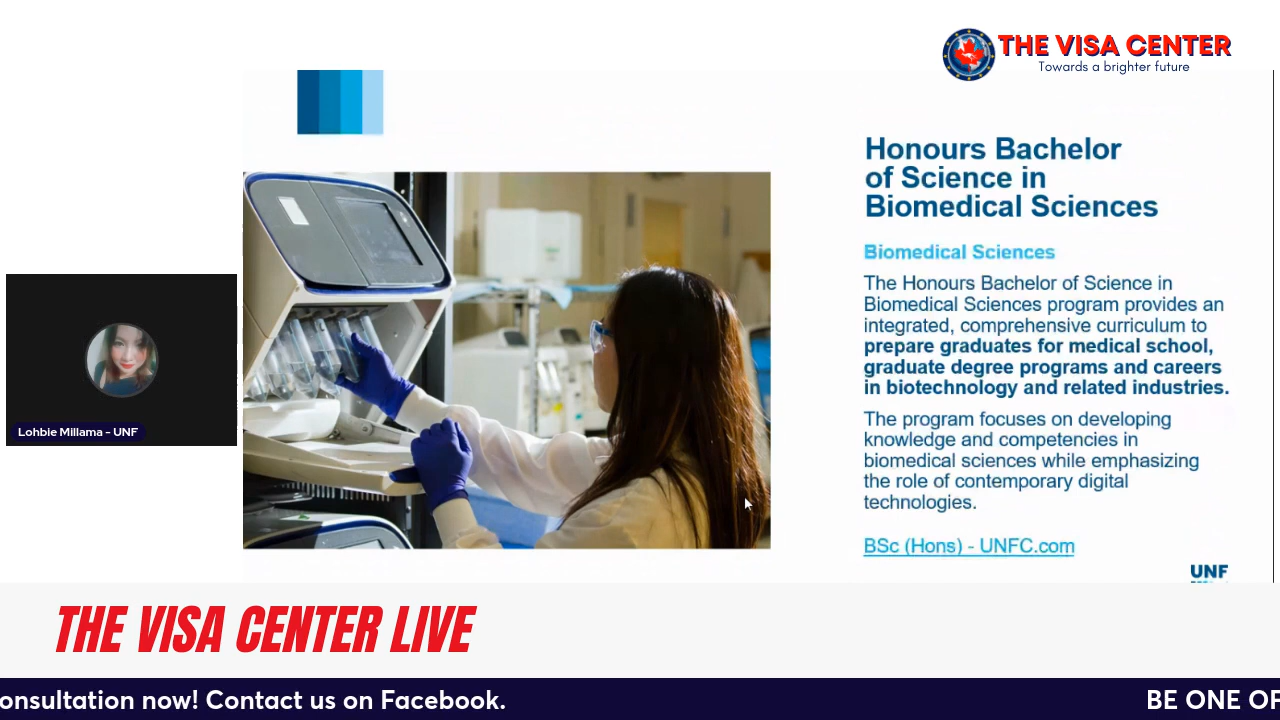 THE VISA CENTER
Towards a brighter future
Honours Bachelor
of Science in
Biomedical Sciences
Biomedical Sciences
The Honours Bachelor of Science in
Biomedical Sciences program provides an
integrated, comprehensive curriculum to
prepare graduates for medical school,
graduate degree programs and careers
in biotechnology and related industries.
The program focuses on developing
knowledge and competencies in
biomedical sciences while emphasizing
the role of contemporary digital
technologies.
BSc (Hons) - UNFC.com
UNF
Lohbie Millama - UNF
THE VISA CENTER LIVE
onsultation now! Contact us on Facebook.
BE ONE OF